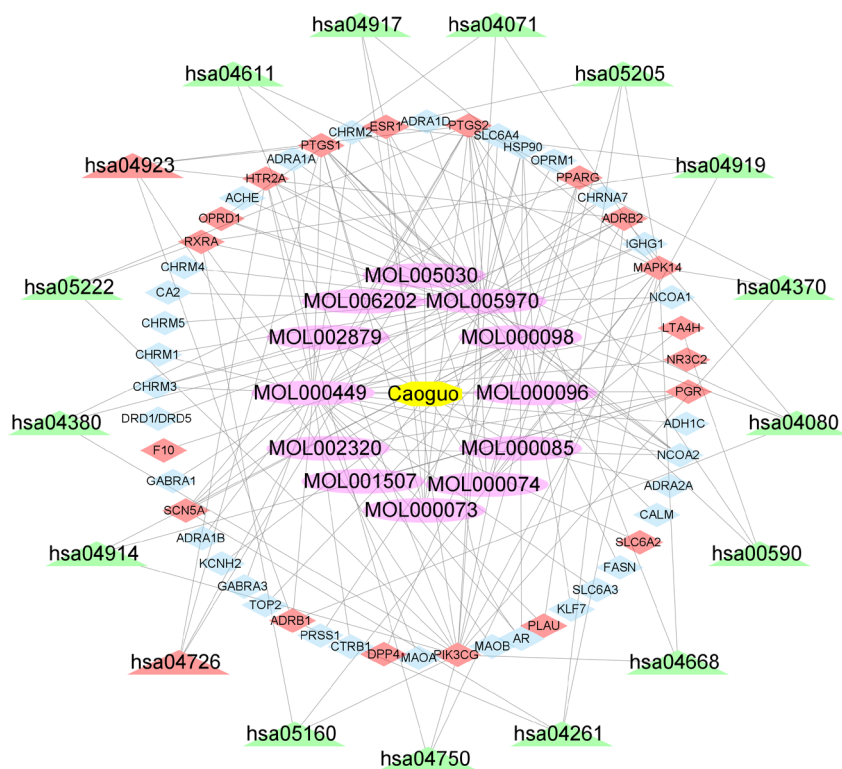 hsa04917
hsa04071
hsa04611
hsa05205
CHRM2
ESR1
ADRA1D
PTGS2
SLC6A4
PTGS1
HSP90
ADRA1A
OPRM1
hsa04923
hsa04919
HTR2A
PPARG
ACHE
CHRNA7
OPRD1
ADRB2
RXRA
IGHG1
CHRM4
MAPK14
MOL005030
hsa05222
hsa04370
CA2
NCOA1
MOL006202
MOL005970
CHRM5
LTA4H
MOL002879
MOL000098
CHRM1
NR3C2
CHRM3
MOL000449
Caoguo
MOL000096
PGR
DRD1/DRD5
hsa04380
hsa04080
ADH1C
F10
MOL002320
MOL000085
NCOA2
GABRA1
MOL001507
MOL000074
ADRA2A
SCN5A
MOL000073
CALM
ADRA1B
SLC6A2
hsa04914
hsa00590
KCNH2
FASN
GABRA3
SLC6A3
TOP2
KLF7
ADRB1
PLAU
PRSS1
AR
CTRB1
MAOB
DPP4
MAOA
PIK3CG
hsa04726
hsa04668
hsa05160
hsa04261
hsa04750